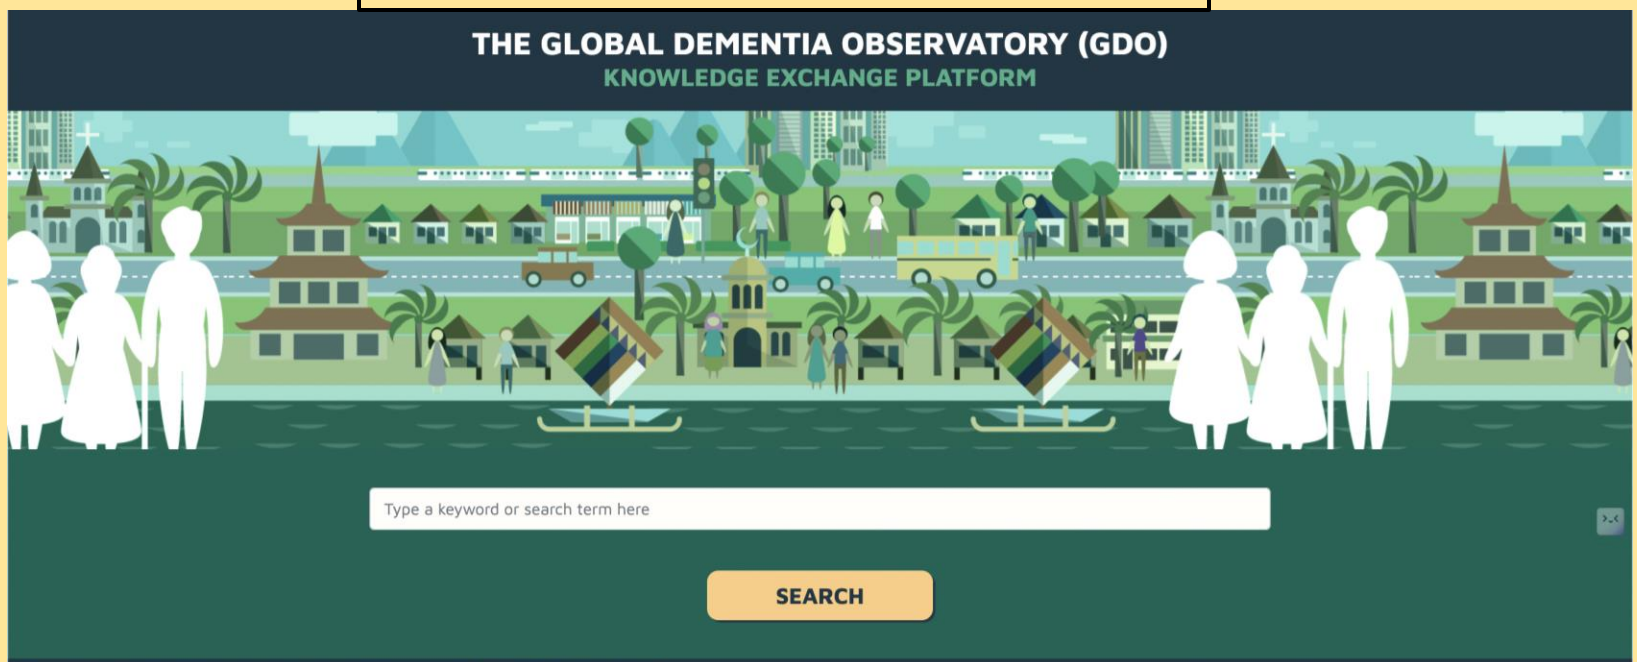 THE GLOBAL DEMENTIA OBSERVATORY (GDO)
KNOWLEDGE EXCHANGE PLATFORM
Type a keyword or search term here
SEARCH